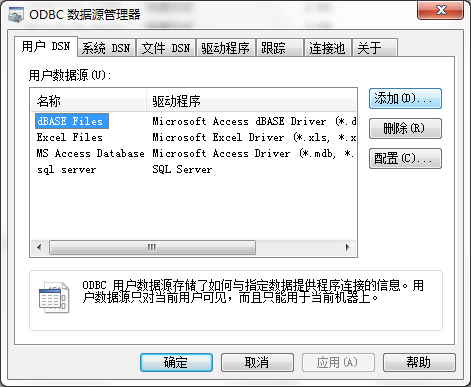 ODBC 数据源管理器
用户 DSN 系统 DSN 文件 DSN 驱动程序 跟踪 连接池 关于
用户数据源(U):
名称 驱动程序
dBASE Files Microsoft Access dBASE Driver (*.d
Excel Files Microsoft Excel Driver (*.xls, *.x
MS Access Database Microsoft Access Driver (*.mdb, *.
sql server SQL Server
添加(D)...
删除(R)
配置(C)...
ODBC 用户数据源存储了如何与指定数据提供程序连接的信息。用
户数据源只对当前用户可见，而且只能用于当前机器上。
确定 取消 应用(A) 帮助